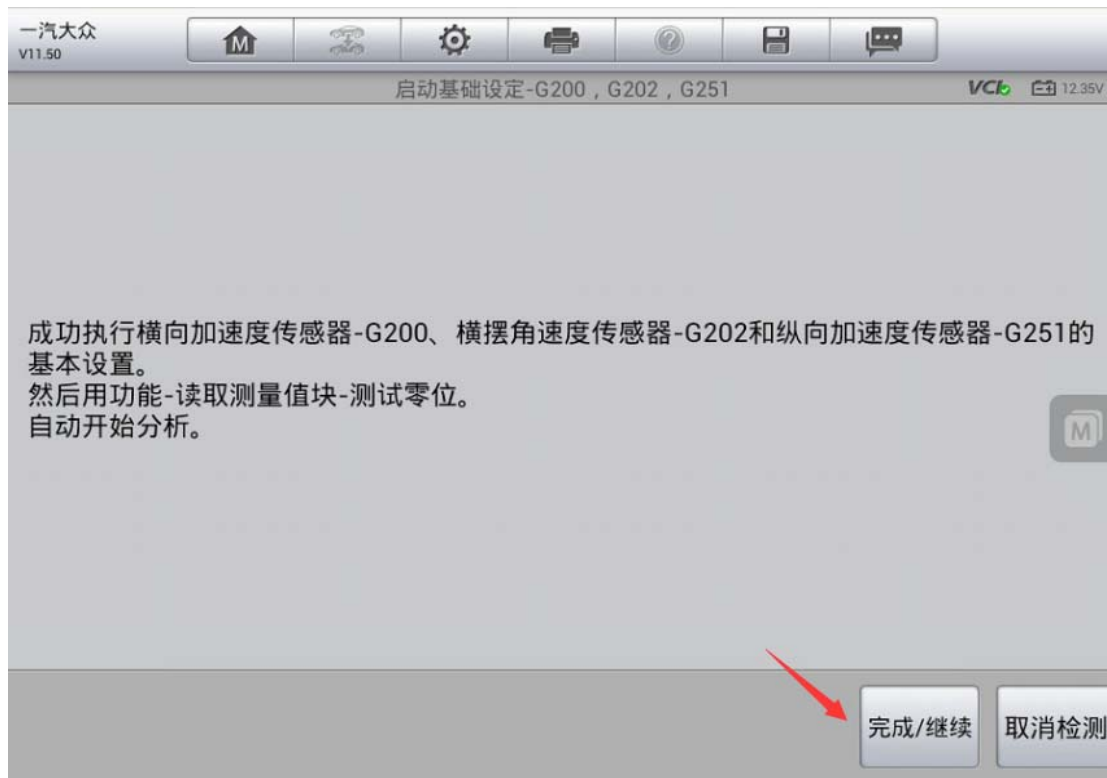 一汽大众
V11.50
M
启动基础设定-G200，G202，G251
VCI
12.35V
成功执行横向加速度传感器-G200、横摆角速度传感器-G202和纵向加速度传感器-G251的
基本设置。
然后用功能-读取测量值块-测试零位。
自动开始分析。
M
完成/继续
取消检测